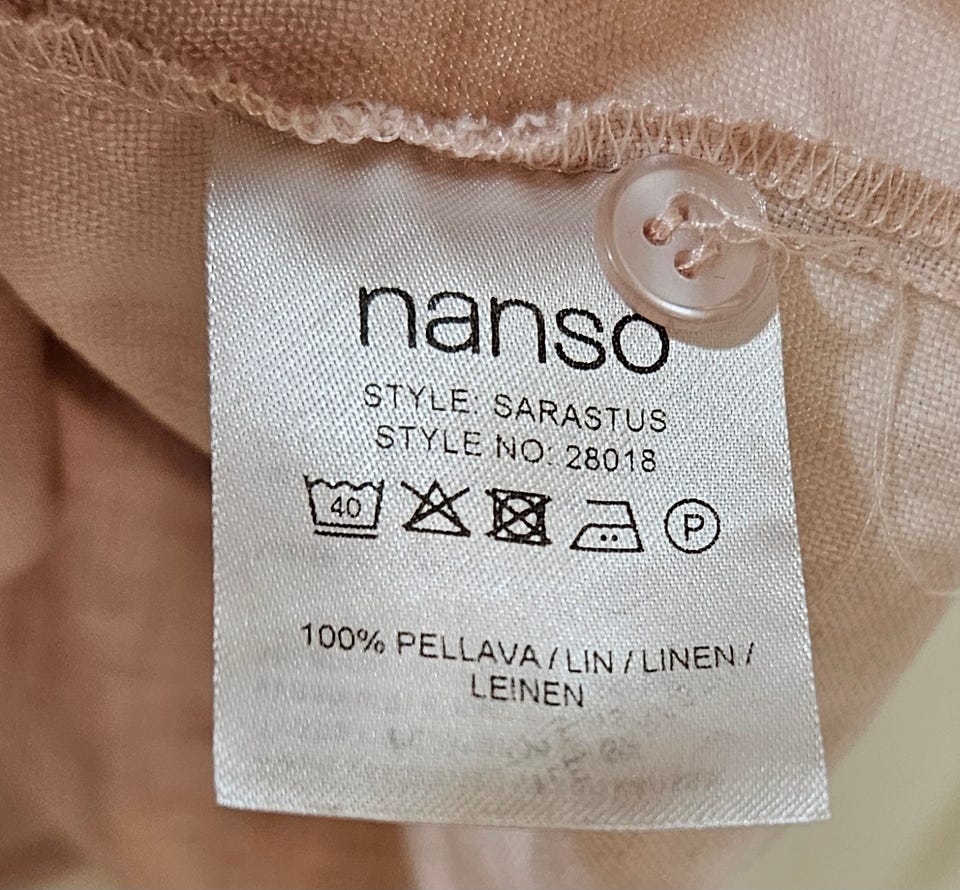 nanso
STYLE: SARASTUS
STYLE NO: 28018
40 P
100% PELLAVA / LIN / LINEN /
LEINEN